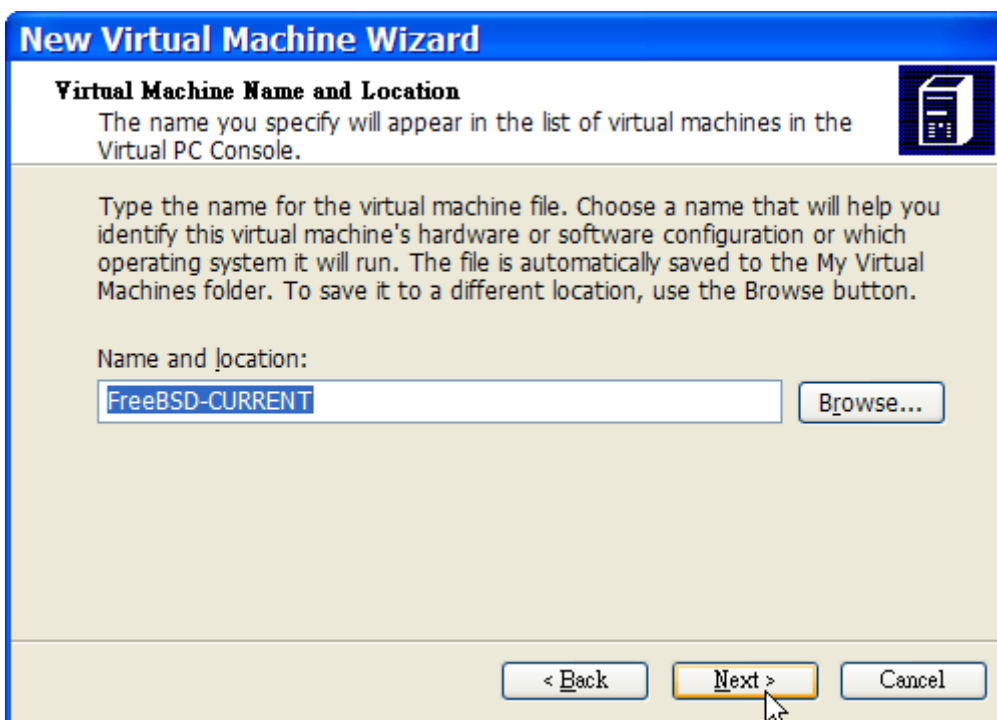 New Virtual Machine Wizard
Virtual Machine Name and Location
The name you specify will appear in the list of virtual machines in the
Virtual PC Console.
Type the name for the virtual machine file. Choose a name that will help you
identify this virtual machine's hardware or software configuration or which
operating system it will run. The file is automatically saved to the My Virtual
Machines folder. To save it to a different location, use the Browse button.
Name and location:
FreeBSD-CURRENT
Browse...
< Back
Next >
Cancel